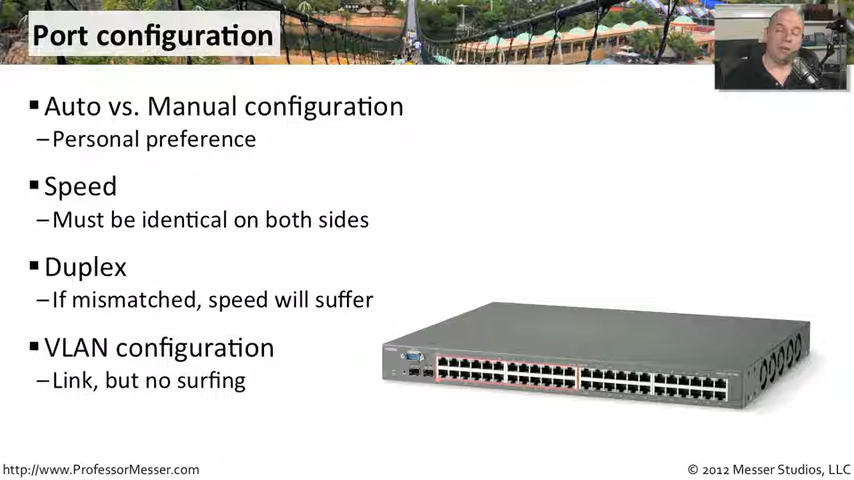 Port configuration
▪Auto vs. Manual configuration
–Personal preference
▪Speed
–Must be identical on both sides
▪Duplex
–If mismatched, speed will suffer
▪VLAN configuration
–Link, but no surfing
http://www.ProfessorMesser.com
© 2012 Messer Studios, LLC